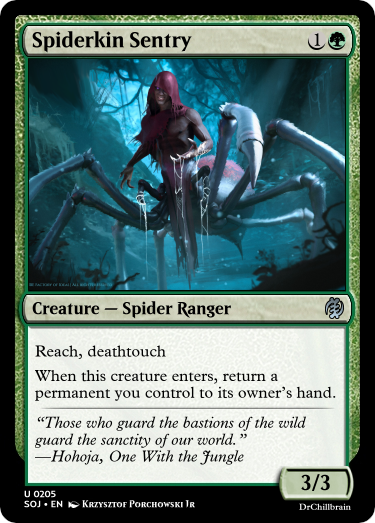 Spiderkin Sentry 1
Creature — Spider Ranger
Reach, deathtouch
When this creature enters, return a
permanent you control to its owner's hand.
“Those who guard the bastions of the wild
guard the sanctity of our world.”
—Hohoja, One With the Jungle
3/3
U 0205
SOJ • EN Krzysztof Porchowski Jr
DrChillbrain